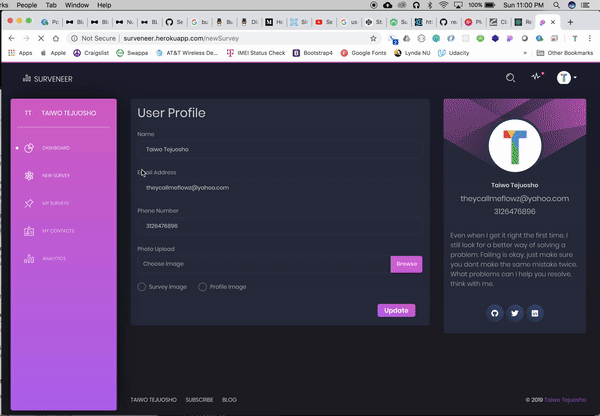 rks People Tab Window Help
100% Sun 11:00 PM
Not Secure | surveneer.herokuapp.com/newSurvey
Apps Apple Craigslist Swappa AT&T Wireless De... IMEI Status Check Bootstrap4 Google Fonts Lynda NU Udacity Other Bookmarks
SURVENEER
TT TAIWO TEJUOSHO
DASHBOARD
NEW SURVEY
MY SURVEYS
MY CONTACTS
ANALYTICS
User Profile
Name
Taiwo Tejuosho
Email Address
theycallmeflowz@yahoo.com
Phone Number
3126476896
Photo Upload
Choose Image Browse
Survey Image Profile Image
Update
T
Taiwo Tejuosho
theycallmeflowz@yahoo.com
3126476896
Even when I get it right the first time, I
still look for a better way of solving a
problem. Failing is okay, just make sure
you dont make the same mistake twice.
What problems can I help you resolve,
think with me.
TAIWO TEJUOSHO SUBSCRIBE BLOG
© 2019 Taiwo Tejuosho